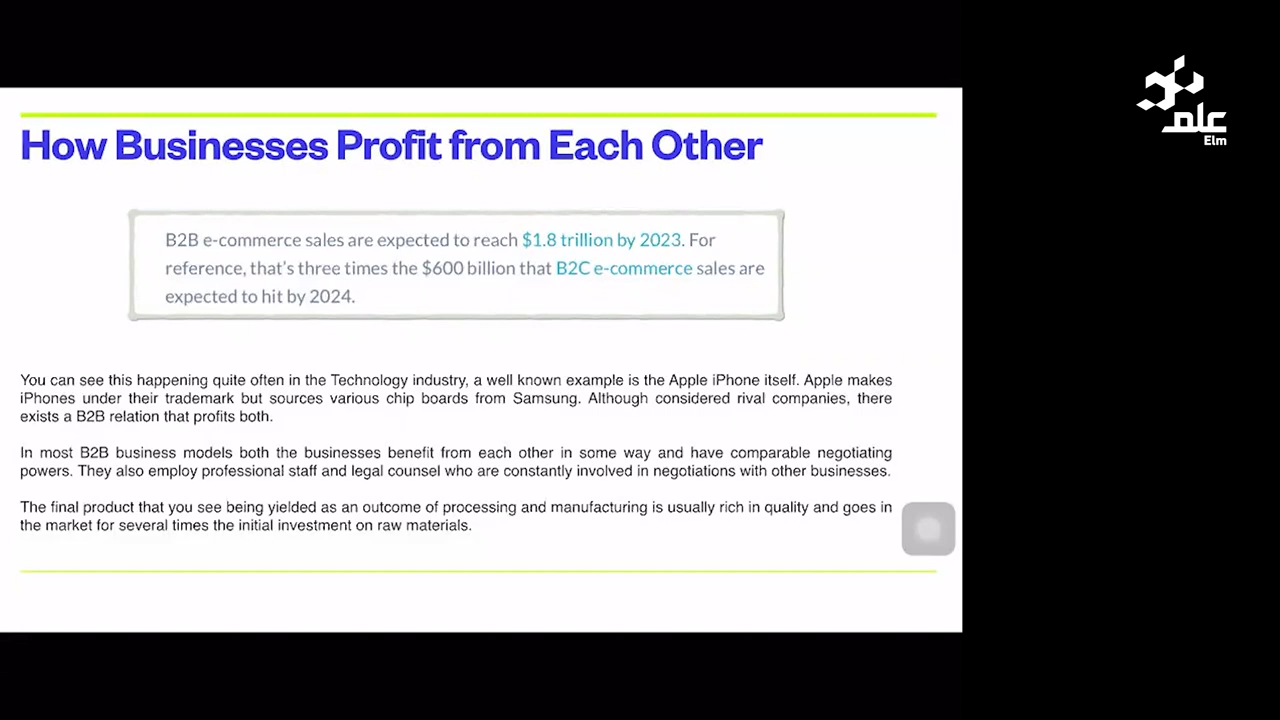 How Businesses Profit from Each Other
B2B e-commerce sales are expected to reach $1.8 trillion by 2023. For
reference, that's three times the $600 billion that B2C e-commerce sales are
expected to hit by 2024.
You can see this happening quite often in the Technology industry, a well known example is the Apple iPhone itself. Apple makes
iPhones under their trademark but sources various chip boards from Samsung. Although considered rival companies, there
exists a B2B relation that profits both.
In most B2B business models both the businesses benefit from each other in some way and have comparable negotiating
powers. They also employ professional staff and legal counsel who are constantly involved in negotiations with other businesses.
The final product that you see being yielded as an outcome of processing and manufacturing is usually rich in quality and goes in
the market for several times the initial investment on raw materials.
علم
Elm